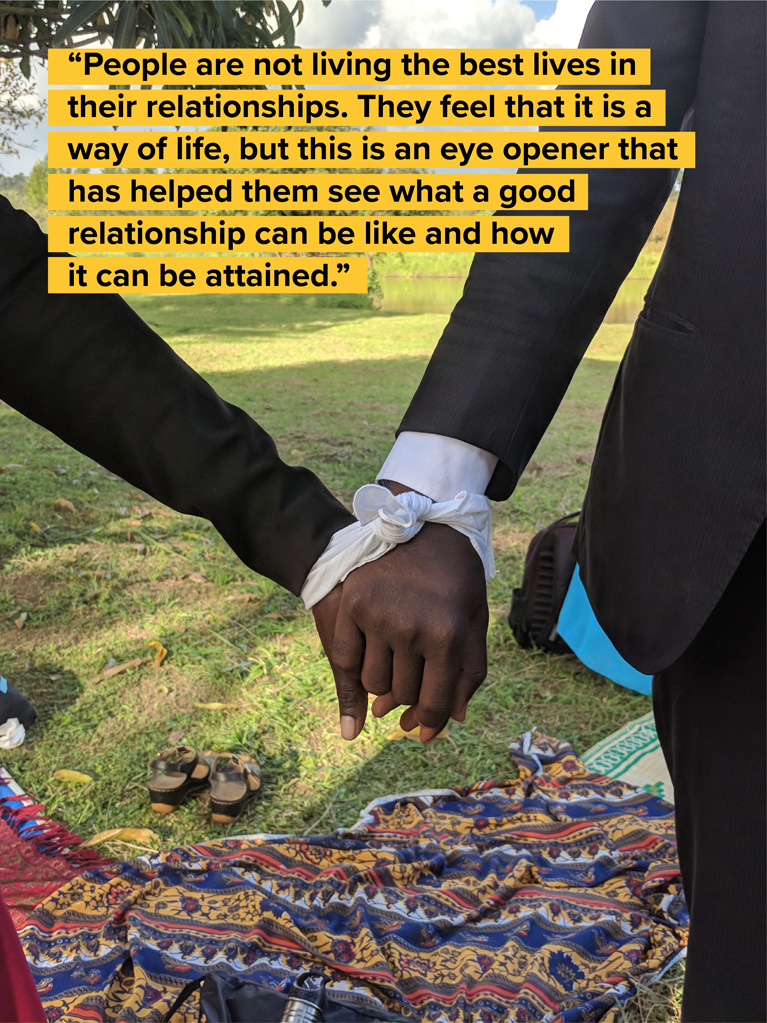 “People are not living the best lives in
their relationships. They feel that it is a
way of life, but this is an eye opener that
has helped them see what a good
relationship can be like and how
it can be attained.”